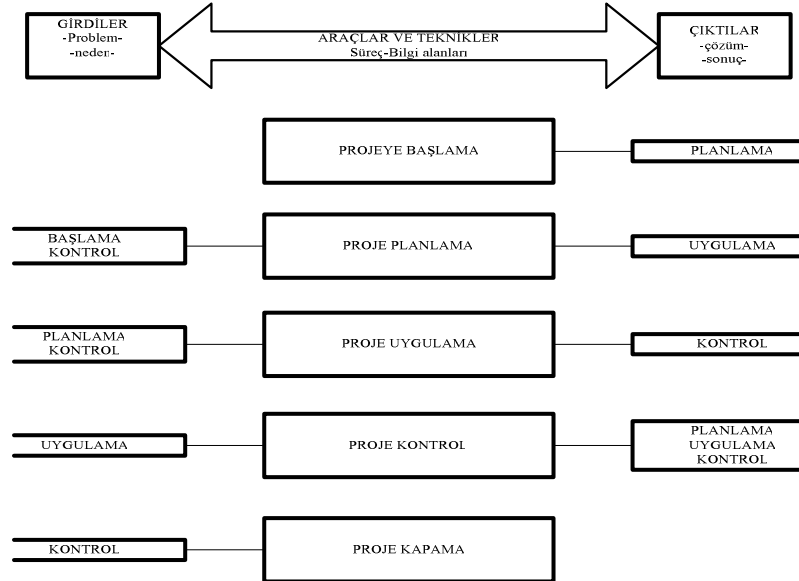 GİRDİLER
-Problem-
-neden-
ARAÇLAR VE TEKNİKLER
Süreç-Bilgi alanları
ÇIKTILAR
-çözüm-
-sonuç-
PROJEYE BAŞLAMA
PLANLAMA
BAŞLAMA
KONTROL
PROJE PLANLAMA
UYGULAMA
PLANLAMA
KONTROL
PROJE UYGULAMA
KONTROL
UYGULAMA
PROJE KONTROL
PLANLAMA
UYGULAMA
KONTROL
KONTROL
PROJE KAPAMA